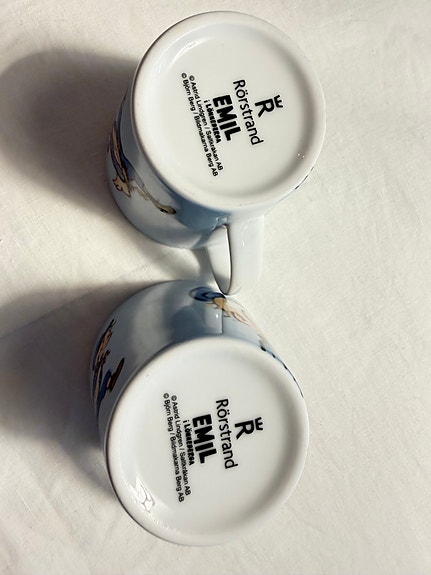 R
Rörstrand
EMIL
i LÖNNEBERGA
© Astrid Lindgren / Saltkråkan AB
© Björn Berg / Bildmakarna Berg AB
R
Rörstrand
EMIL
i LÖNNEBERGA
© Astrid Lindgren / Saltkråkan AB
© Björn Berg / Bildmakarna Berg AB